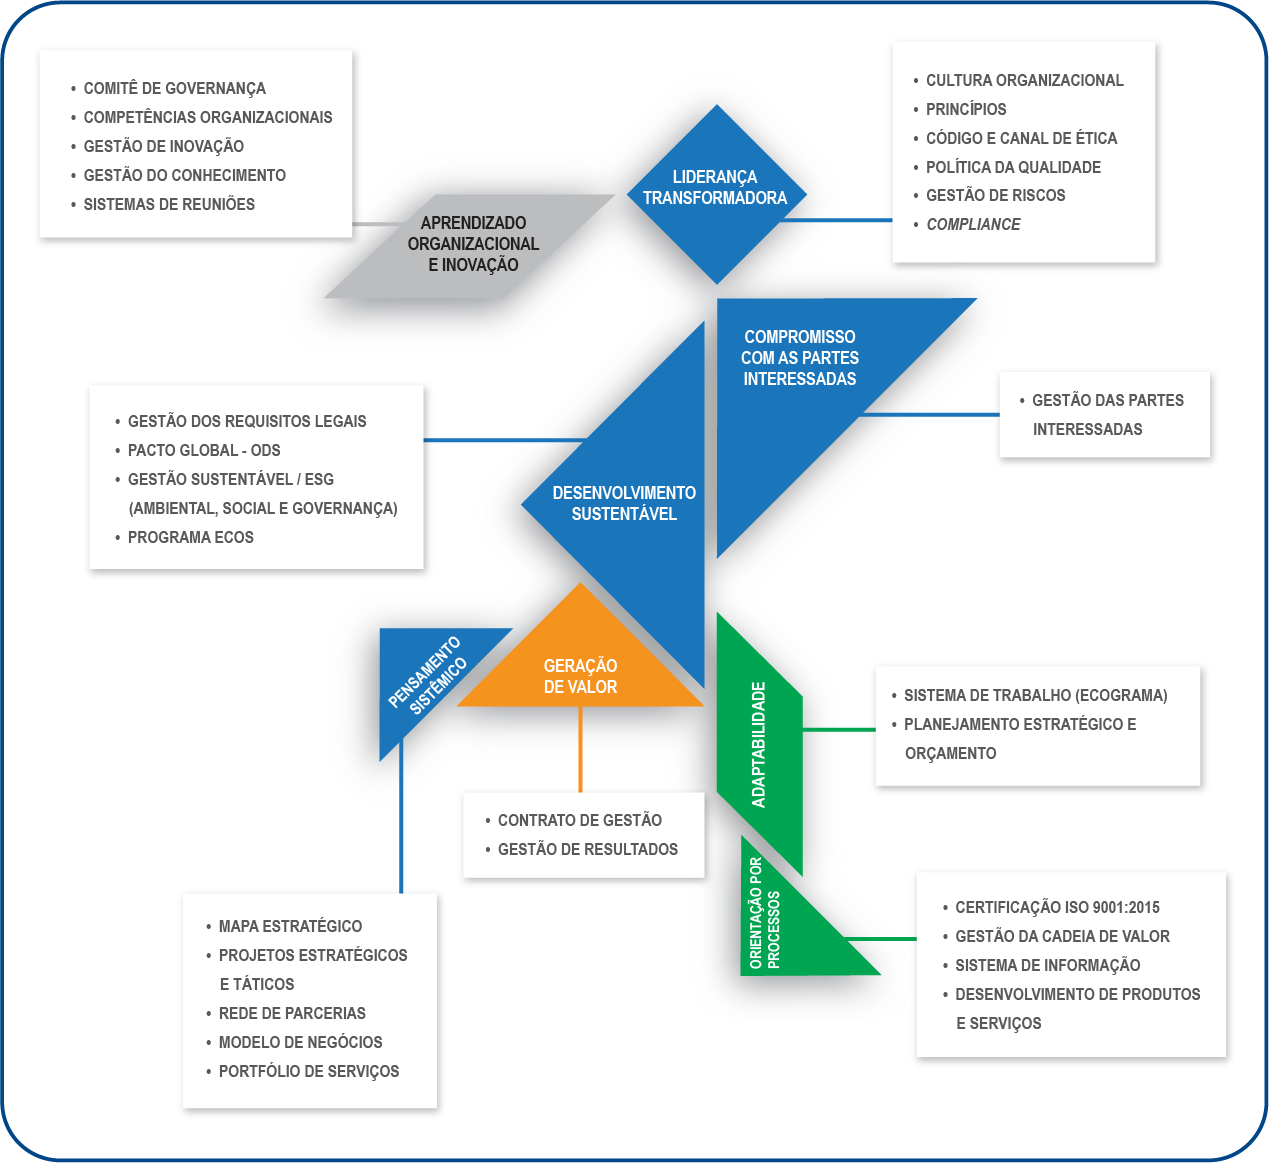 • COMITÊ DE GOVERNANÇA
• COMPETÊNCIAS ORGANIZACIONAIS
• GESTÃO DE INOVAÇÃO
• GESTÃO DO CONHECIMENTO
• SISTEMAS DE REUNIÕES
APRENDIZADO
ORGANIZACIONAL
E INOVAÇÃO
LIDERANÇA
TRANSFORMADORA
• CULTURA ORGANIZACIONAL
• PRINCÍPIOS
• CÓDIGO E CANAL DE ÉTICA
• POLÍTICA DA QUALIDADE
• GESTÃO DE RISCOS
• COMPLIANCE
COMPROMISSO
COM AS PARTES
INTERESSADAS
• GESTÃO DAS PARTES
INTERESSADAS
• GESTÃO DOS REQUISITOS LEGAIS
• PACTO GLOBAL - ODS
• GESTÃO SUSTENTÁVEL / ESG
(AMBIENTAL, SOCIAL E GOVERNANÇA)
• PROGRAMA ECOS
DESENVOLVIMENTO
SUSTENTÁVEL
PENSAMENTO
SISTÊMICO
GERAÇÃO
DE VALOR
ADAPTABILIDADE
• SISTEMA DE TRABALHO (ECOGRAMA)
• PLANEJAMENTO ESTRATÉGICO E
ORÇAMENTO
• CONTRATO DE GESTÃO
• GESTÃO DE RESULTADOS
ORIENTAÇÃO POR
PROCESSOS
• CERTIFICAÇÃO ISO 9001:2015
• GESTÃO DA CADEIA DE VALOR
• SISTEMA DE INFORMAÇÃO
• DESENVOLVIMENTO DE PRODUTOS
E SERVIÇOS
• MAPA ESTRATÉGICO
• PROJETOS ESTRATÉGICOS
E TÁTICOS
• REDE DE PARCERIAS
• MODELO DE NEGÓCIOS
• PORTFÓLIO DE SERVIÇOS